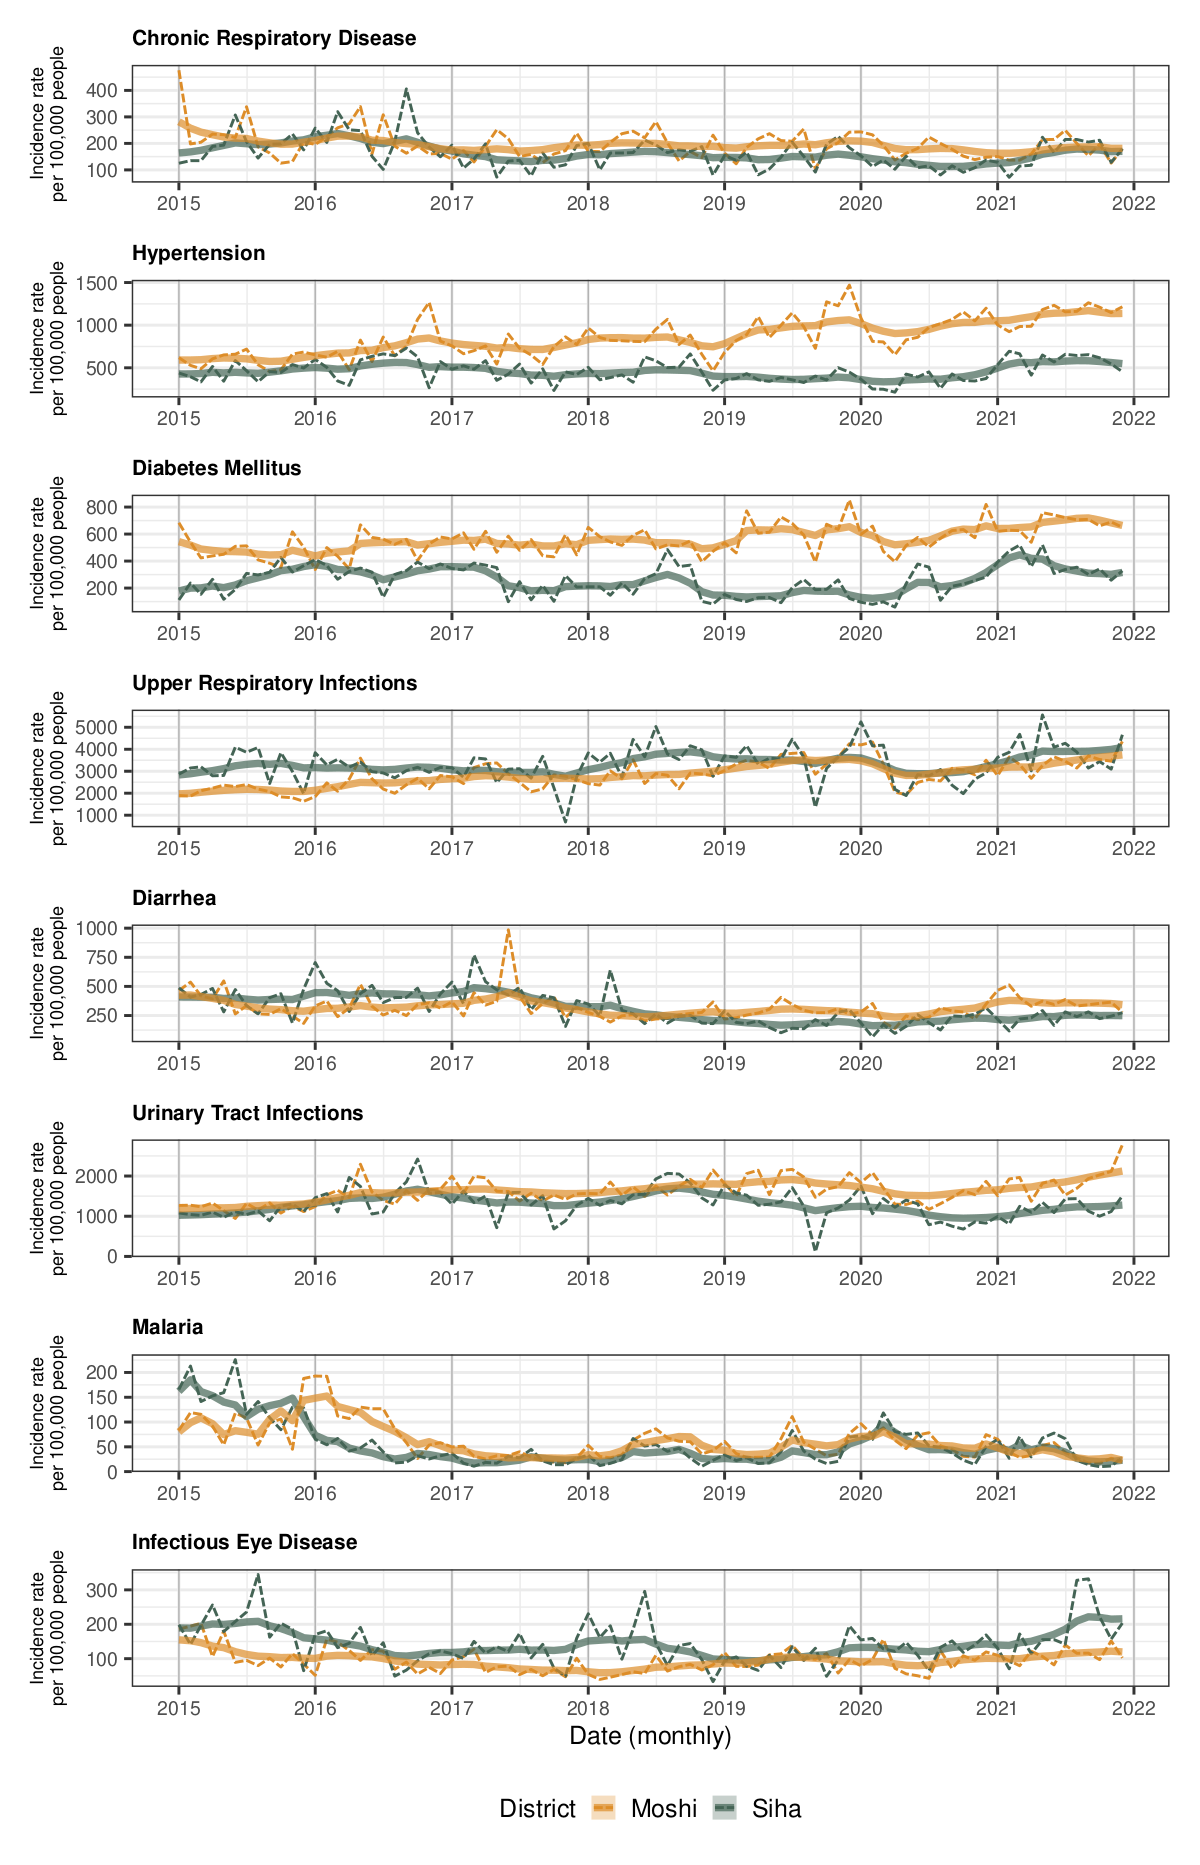 Chronic Respiratory Disease
Incidence rate
per 100,000 people
400
300
200
100
2015 2016 2017 2018 2019 2020 2021 2022
Hypertension
Incidence rate
per 100,000 people
1500
1000
500
2015 2016 2017 2018 2019 2020 2021 2022
Diabetes Mellitus
Incidence rate
per 100,000 people
800
600
400
200
2015 2016 2017 2018 2019 2020 2021 2022
Upper Respiratory Infections
Incidence rate
per 100,000 people
5000
4000
3000
2000
1000
2015 2016 2017 2018 2019 2020 2021 2022
Diarrhea
Incidence rate
per 100,000 people
1000
750
500
250
2015 2016 2017 2018 2019 2020 2021 2022
Urinary Tract Infections
Incidence rate
per 100,000 people
2000
1000
0
2015 2016 2017 2018 2019 2020 2021 2022
Malaria
Incidence rate
per 100,000 people
200
150
100
50
0
2015 2016 2017 2018 2019 2020 2021 2022
Infectious Eye Disease
Incidence rate
per 100,000 people
300
200
100
2015 2016 2017 2018 2019 2020 2021 2022
Date (monthly)
District Moshi Siha